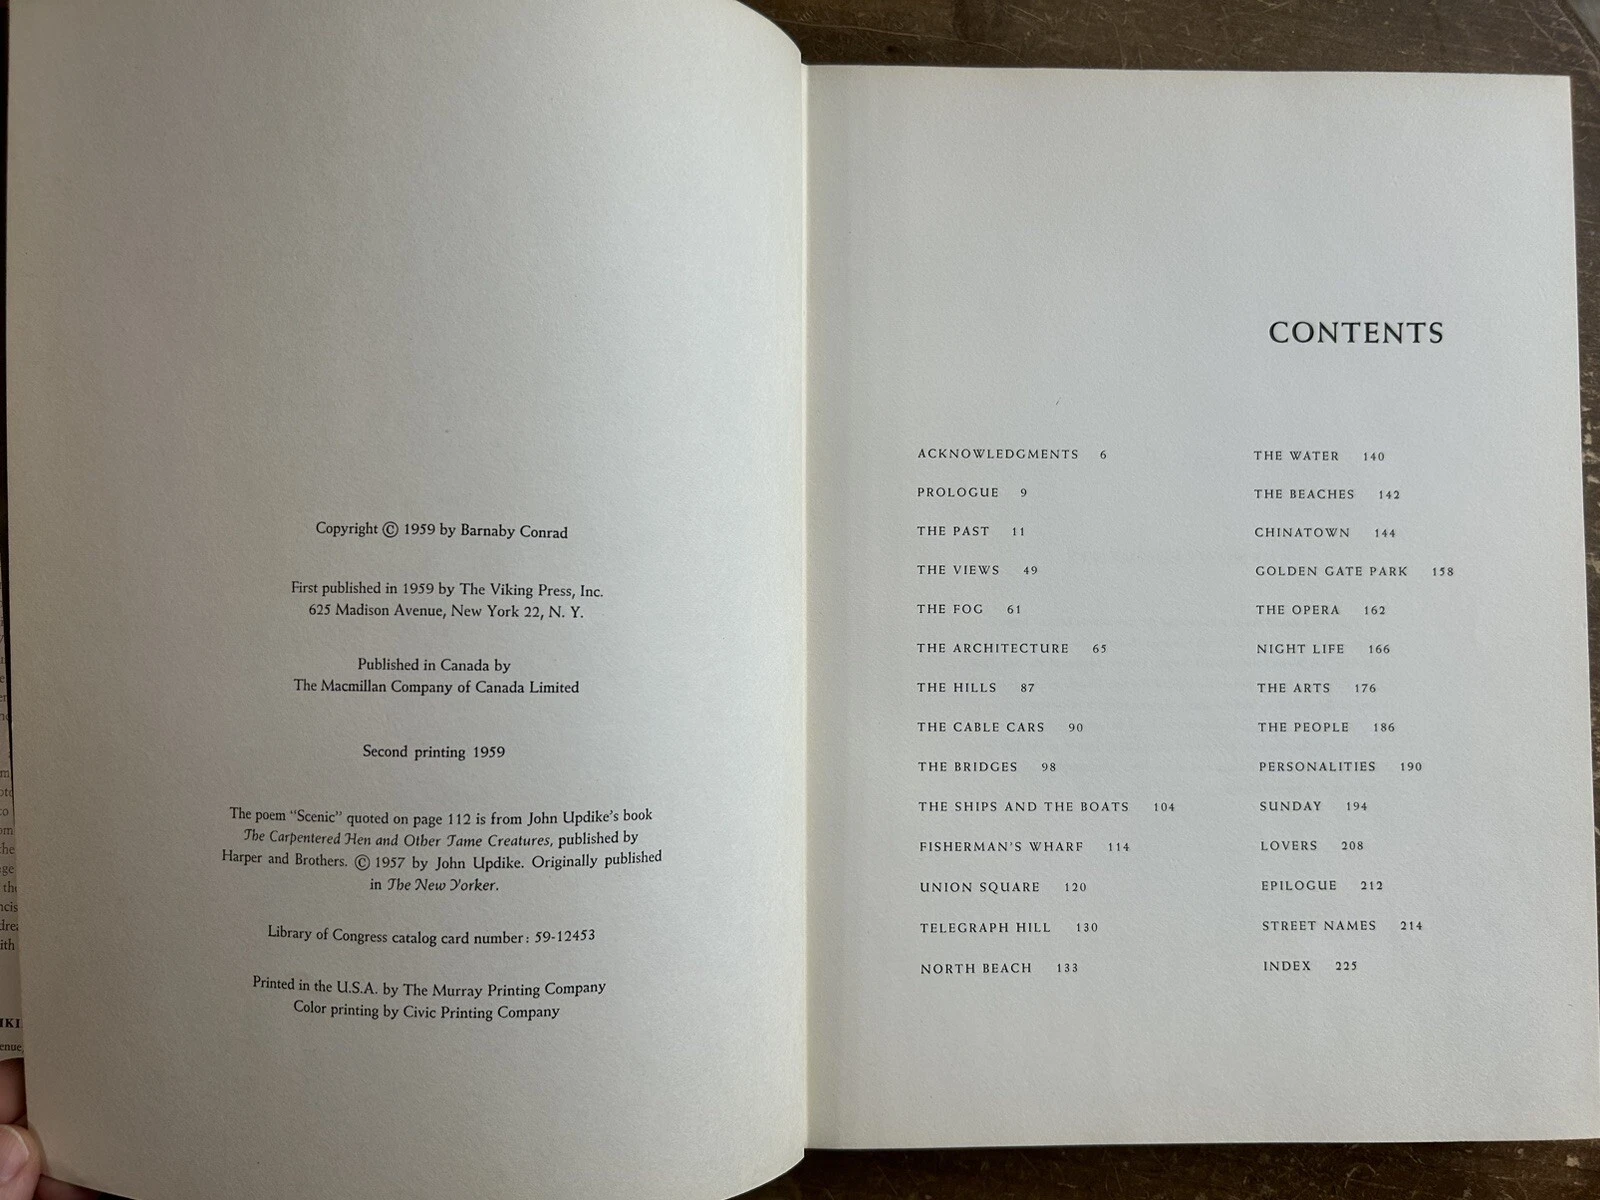 Copyright © 1959 by Barnaby Conrad
First published in 1959 by The Viking Press, Inc.
625 Madison Avenue, New York 22, N. Y.
Published in Canada by
The Macmillan Company of Canada Limited
Second printing 1959
The poem "Scenic" quoted on page 112 is from John Updike's book
The Carpentered Hen and Other Tame Creatures, published by
Harper and Brothers. © 1957 by John Updike. Originally published
in The New Yorker.
Library of Congress catalog card number: 59-12453
Printed in the U.S.A. by The Murray Printing Company
Color printing by Civic Printing Company
CONTENTS
ACKNOWLEDGMENTS 6
PROLOGUE 9
THE PAST 11
THE VIEWS 49
THE FOG 61
THE ARCHITECTURE 65
THE HILLS 87
THE CABLE CARS 90
THE BRIDGES 98
THE SHIPS AND THE BOATS 104
FISHERMAN'S WHARF 114
UNION SQUARE 120
TELEGRAPH HILL 130
NORTH BEACH 133
THE WATER 140
THE BEACHES 142
CHINATOWN 144
GOLDEN GATE PARK 158
THE OPERA 162
NIGHT LIFE 166
THE ARTS 176
THE PEOPLE 186
PERSONALITIES 190
SUNDAY 194
LOVERS 208
EPILOGUE 212
STREET NAMES 214
INDEX 225